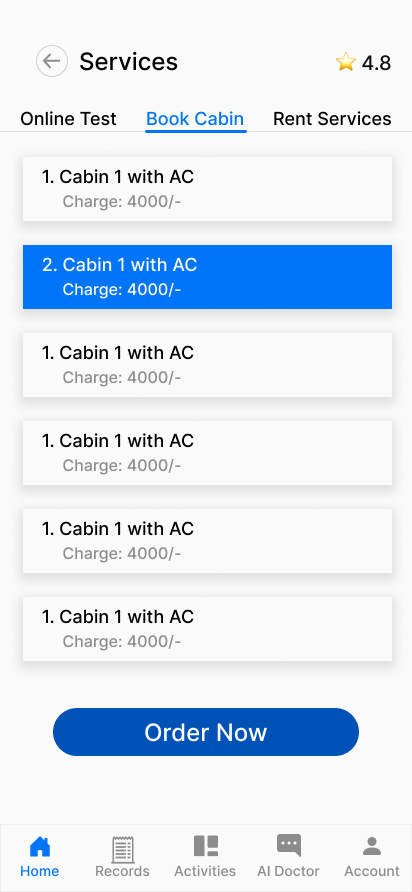 Services
4.8
Online Test Book Cabin Rent Services
1. Cabin 1 with AC
Charge: 4000/-
2. Cabin 1 with AC
Charge: 4000/-
1. Cabin 1 with AC
Charge: 4000/-
1. Cabin 1 with AC
Charge: 4000/-
1. Cabin 1 with AC
Charge: 4000/-
1. Cabin 1 with AC
Charge: 4000/-
Order Now
Home Records Activities AI Doctor Account